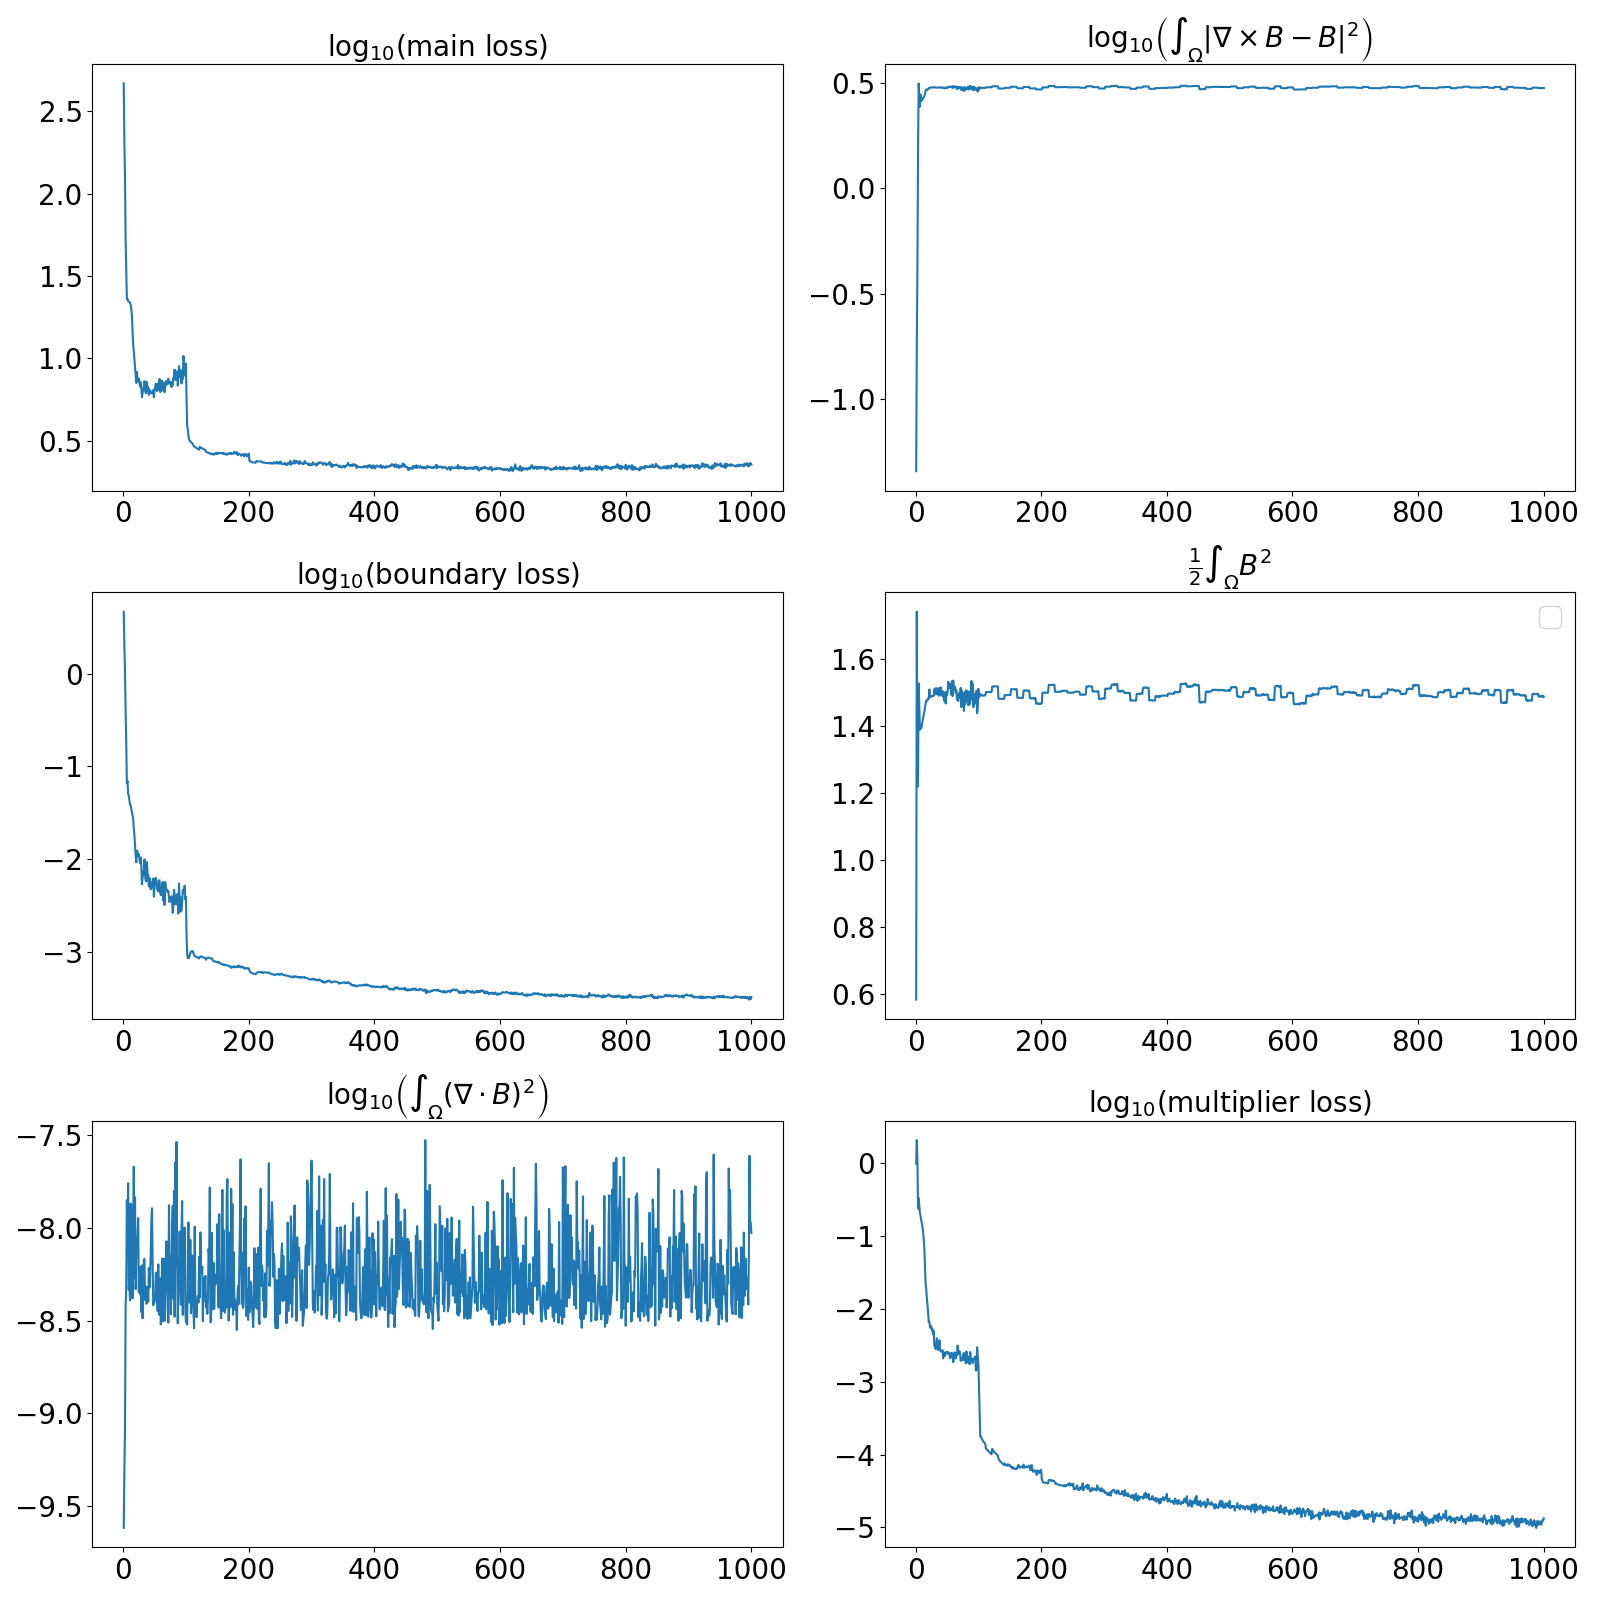 log₁₀(main loss)
2.5
2.0
1.5
1.0
0.5
0 200 400 600 800 1000
log₁₀(∫_Ω|∇ × B − B|²)
0.5
0.0
−0.5
−1.0
0 200 400 600 800 1000
log₁₀(boundary loss)
0
−1
−2
−3
0 200 400 600 800 1000
½∫_Ω B²
1.6
1.4
1.2
1.0
0.8
0.6
0 200 400 600 800 1000
log₁₀(∫_Ω(∇ · B)²)
−7.5
−8.0
−8.5
−9.0
−9.5
0 200 400 600 800 1000
log₁₀(multiplier loss)
0
−1
−2
−3
−4
−5
0 200 400 600 800 1000